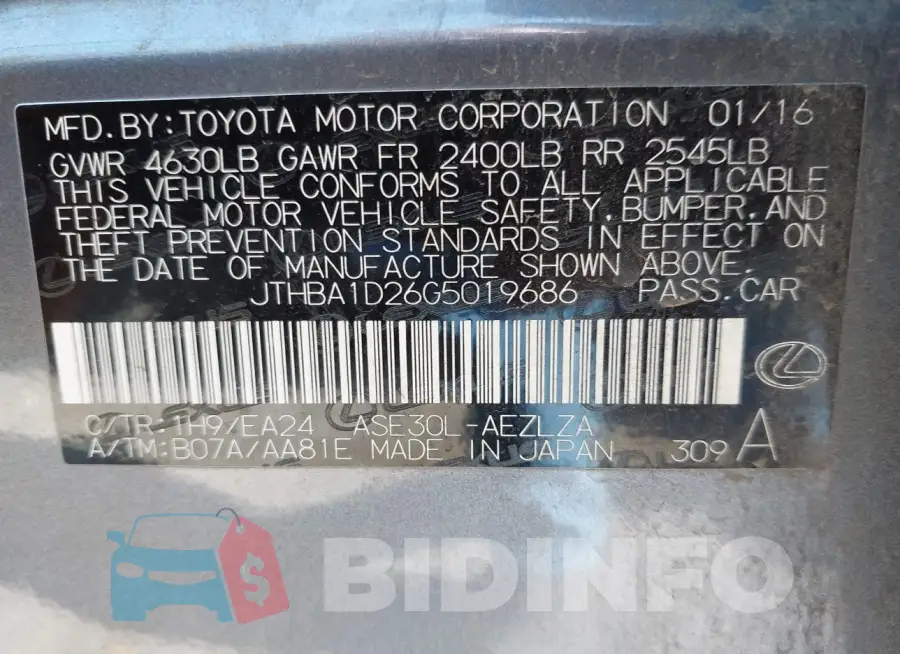 MFD.BY:TOYOTA MOTOR CORPORATION 01/16
GVWR 4630LB GAWR FR 2400LB RR 2545LB
THIS VEHICLE CONFORMS TO ALL APPLICABLE
FEDERAL MOTOR VEHICLE SAFETY,BUMPER,AND
THEFT PREVENTION STANDARDS IN EFFECT ON
THE DATE OF MANUFACTURE SHOWN ABOVE.
JTHBA1D26G5019686 PASS.CAR
C/TR TH9/EA24 ASE30L-AEZLZA
A/TM:B07A/AA81E MADE IN JAPAN 309 A
$ BIDINFO